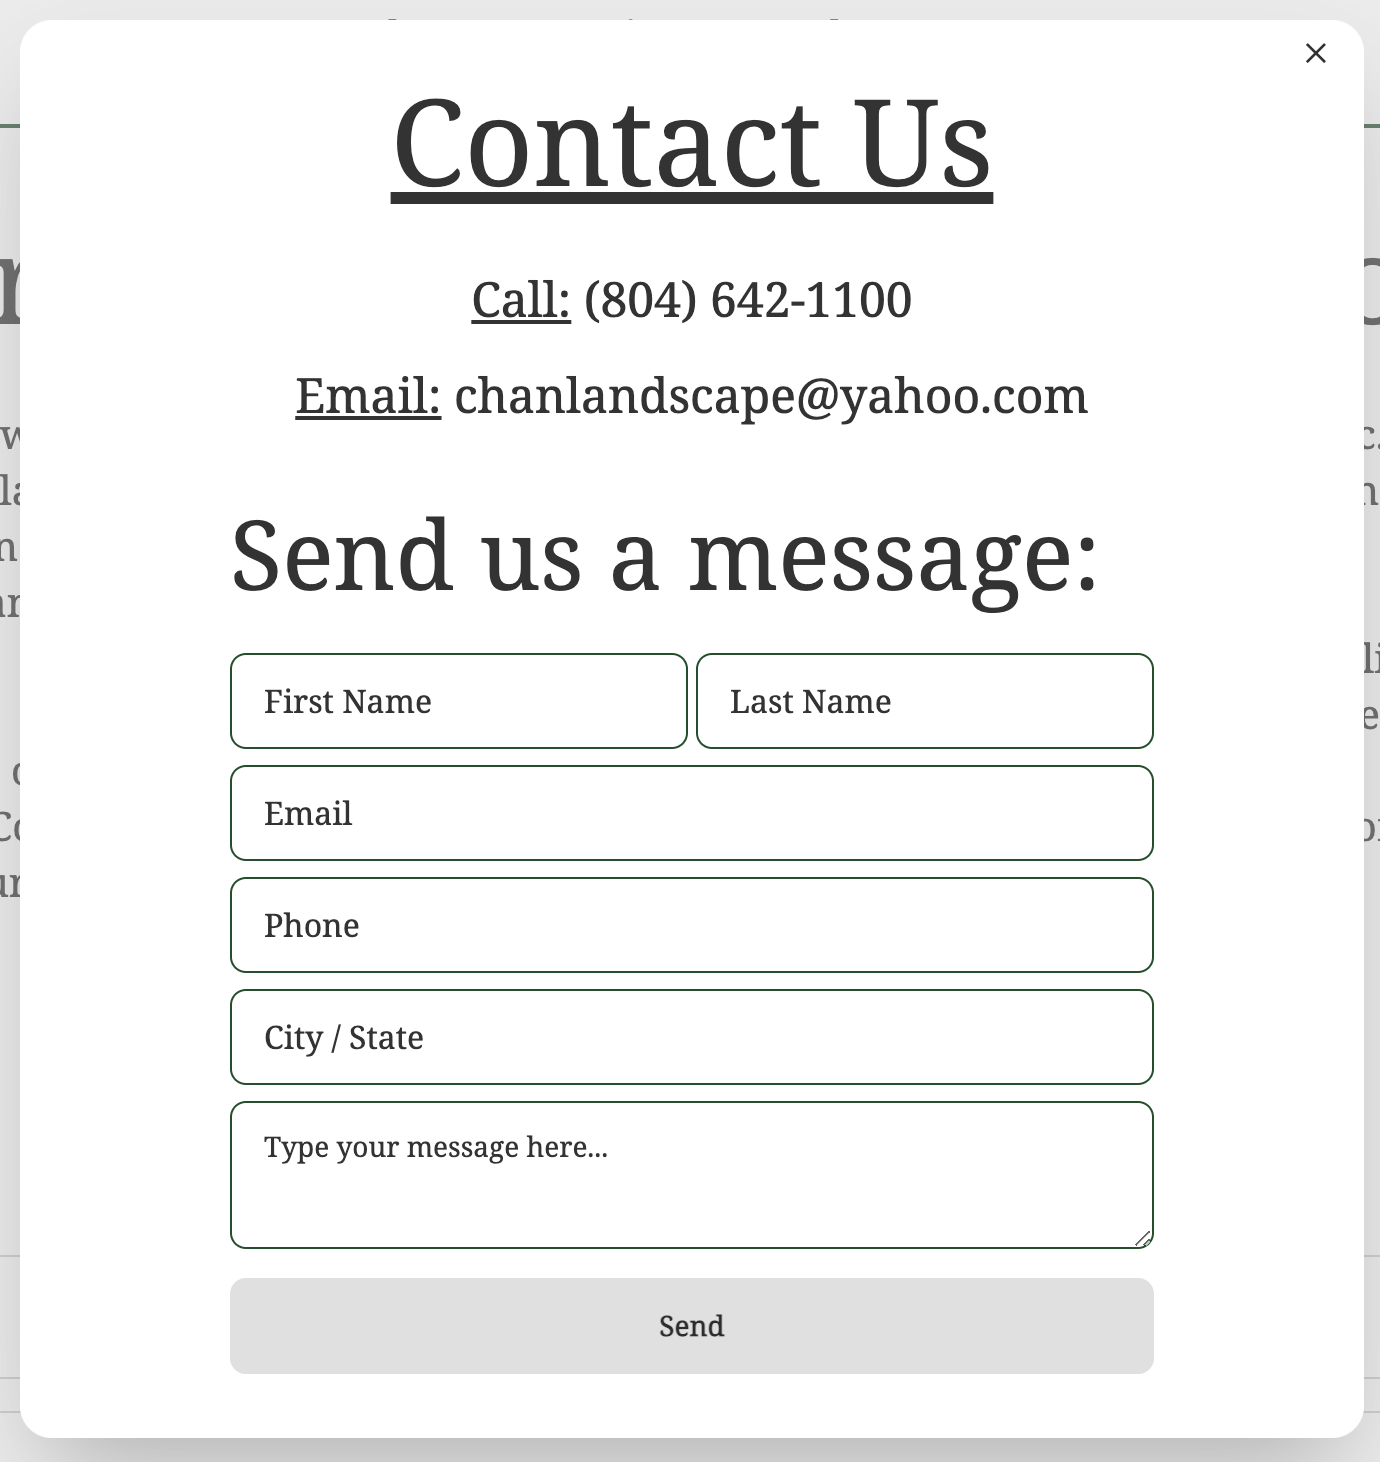 Contact Us
Call: (804) 642-1100
Email: chanlandscape@yahoo.com
Send us a message:
First Name
Last Name
Email
Phone
City / State
Type your message here...
Send